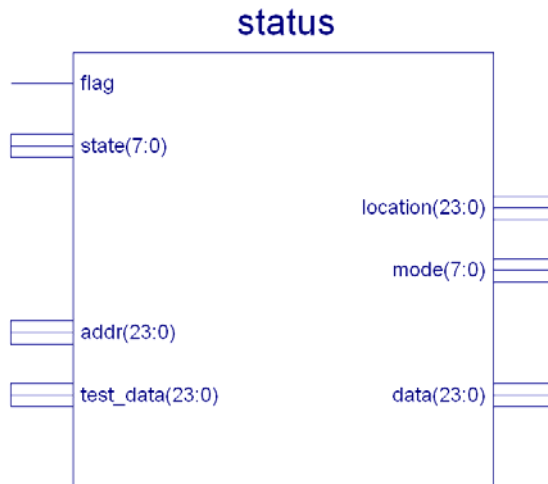 status
flag
state(7:0)
location(23:0)
mode(7:0)
addr(23:0)
test_data(23:0)
data(23:0)